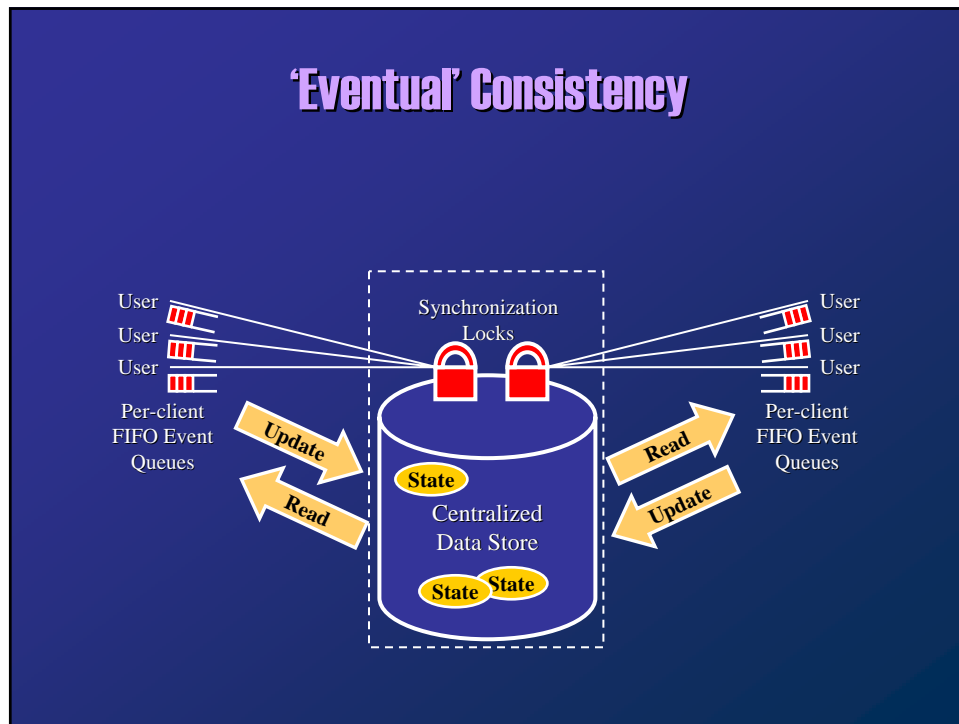 ‘Eventual’ Consistency
User
User
User
Per-client
FIFO Event
Queues
Update
Read
Synchronization
Locks
State
Centralized
Data Store
State
State
Read
Update
User
User
User
Per-client
FIFO Event
Queues